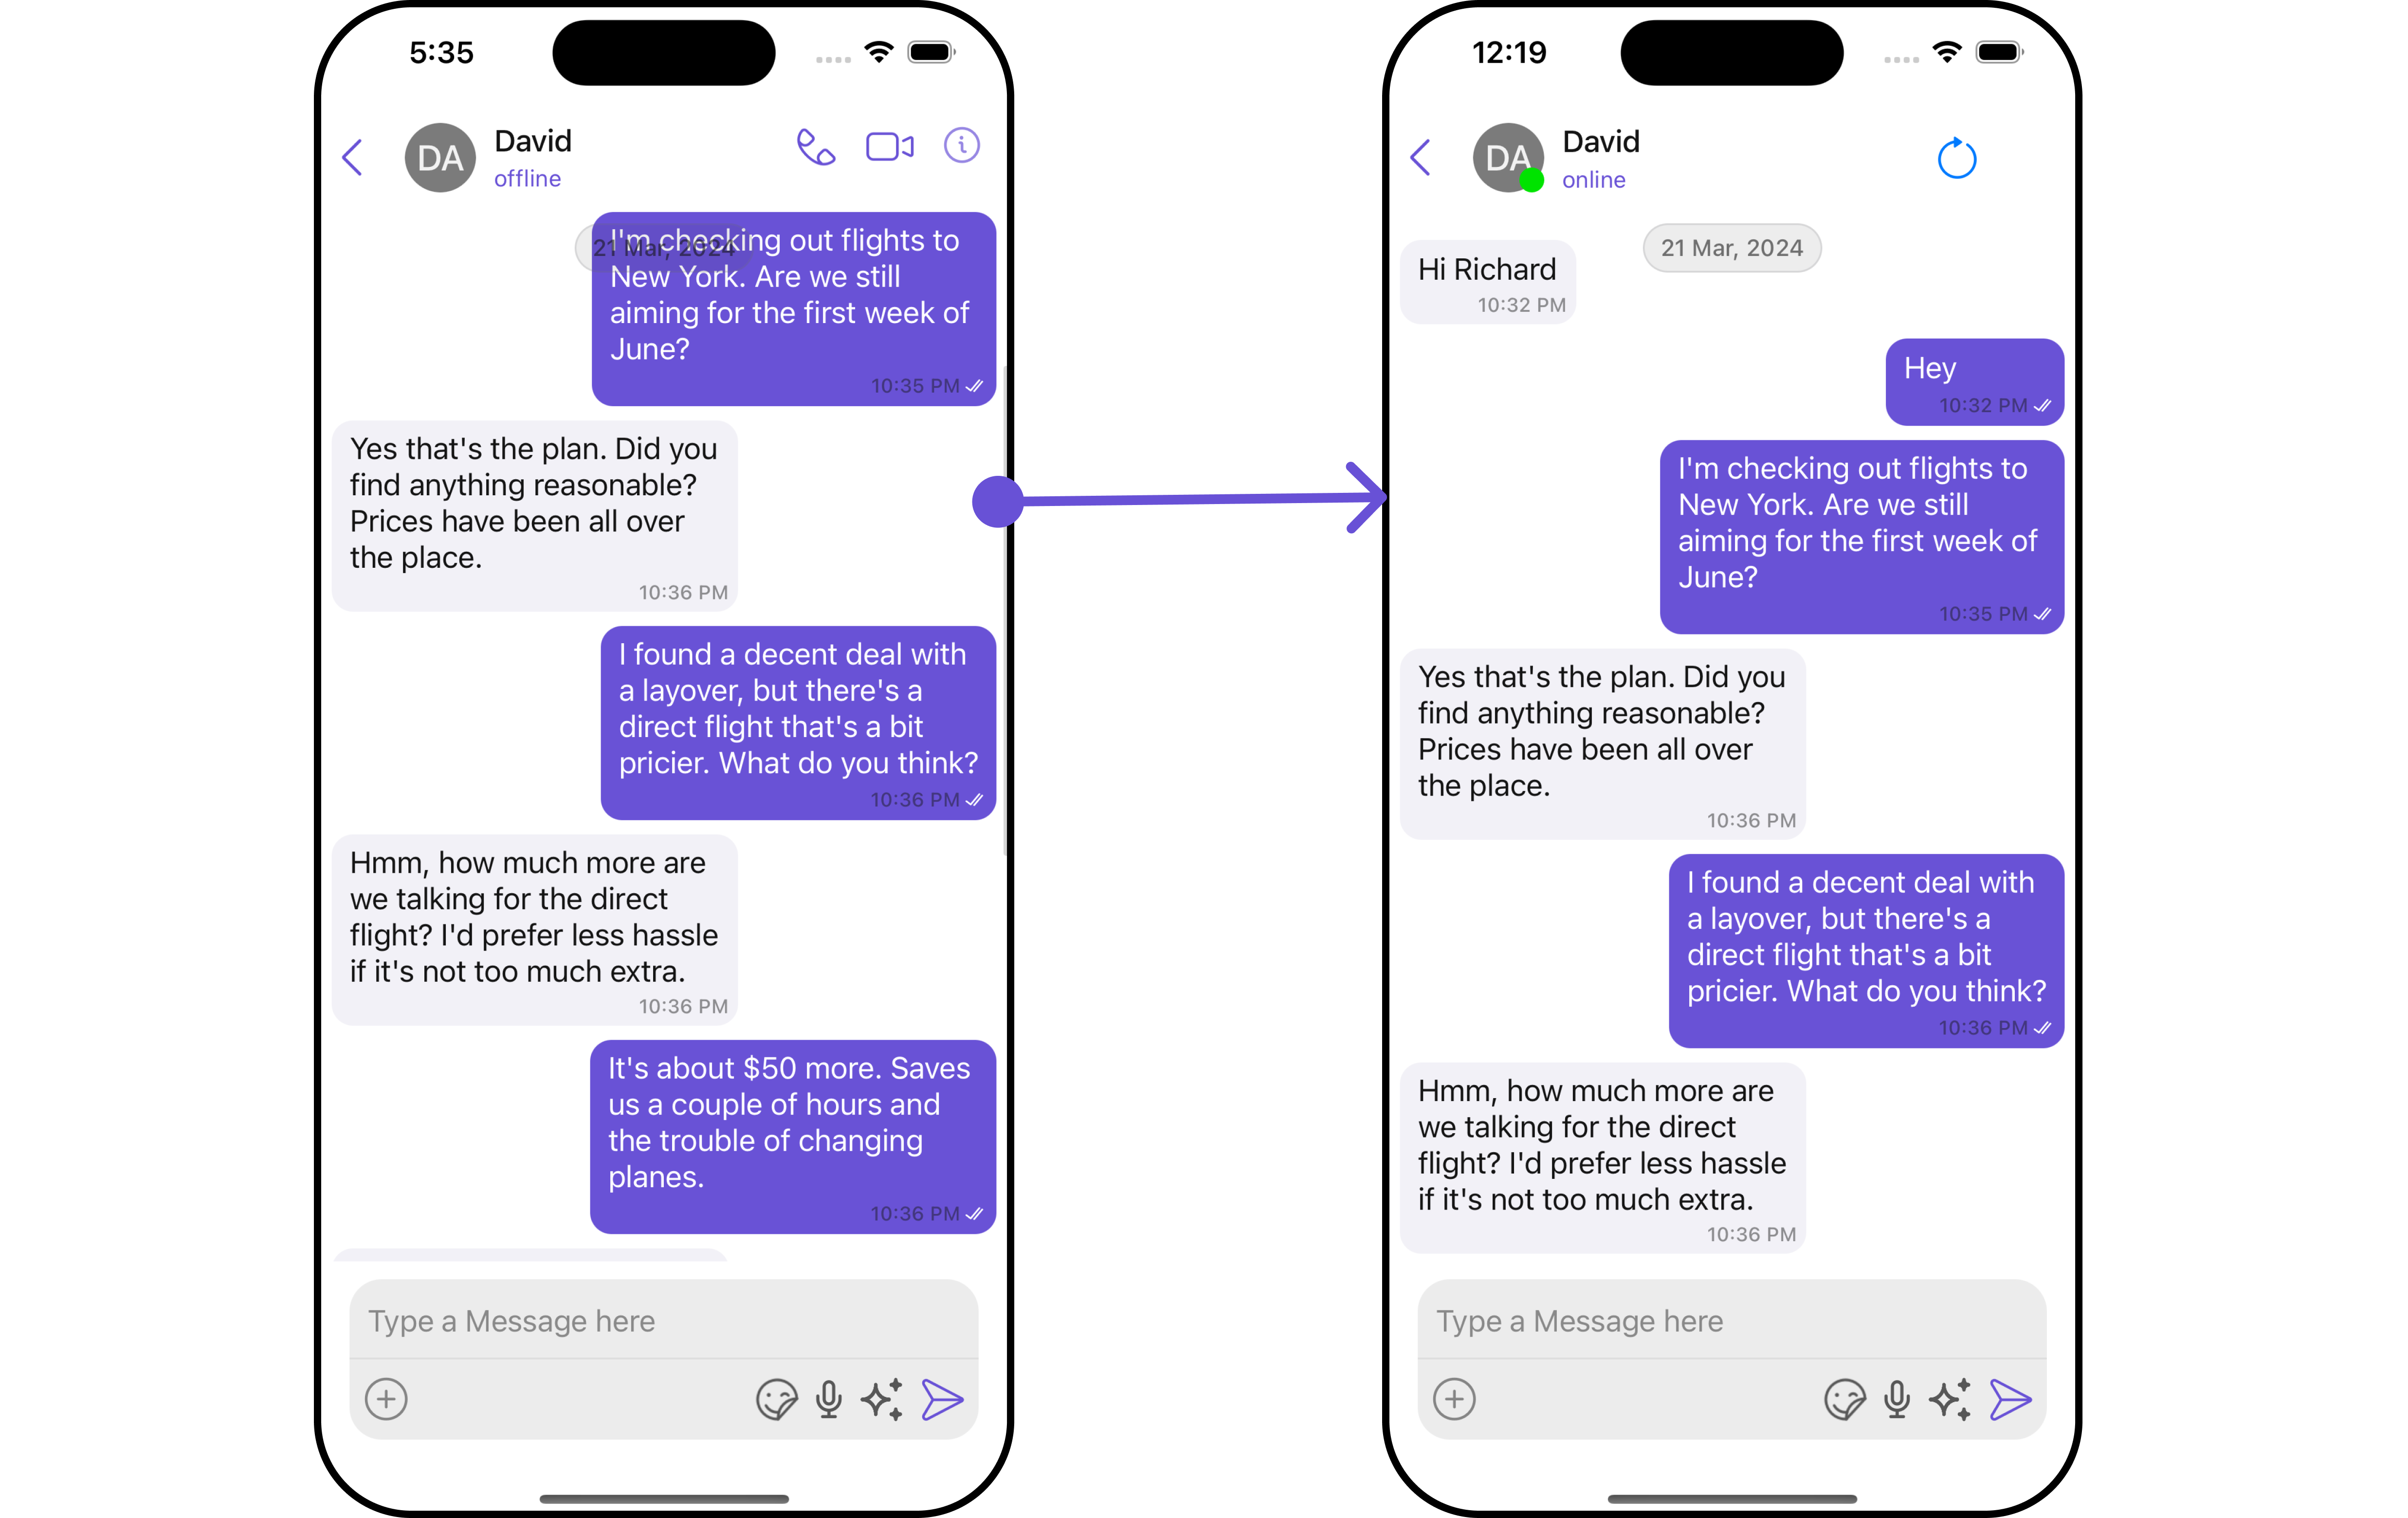 5:35
DA
David
offline
21 Mar, 2024
I'm checking out flights to
New York. Are we still
aiming for the first week of
June?
10:35 PM
Yes that's the plan. Did you
find anything reasonable?
Prices have been all over
the place.
10:36 PM
I found a decent deal with
a layover, but there's a
direct flight that's a bit
pricier. What do you think?
10:36 PM
Hmm, how much more are
we talking for the direct
flight? I'd prefer less hassle
if it's not too much extra.
10:36 PM
It's about $50 more. Saves
us a couple of hours and
the trouble of changing
planes.
10:36 PM
Type a Message here
12:19
DA
David
online
21 Mar, 2024
Hi Richard
10:32 PM
Hey
10:32 PM
I'm checking out flights to
New York. Are we still
aiming for the first week of
June?
10:35 PM
Yes that's the plan. Did you
find anything reasonable?
Prices have been all over
the place.
10:36 PM
I found a decent deal with
a layover, but there's a
direct flight that's a bit
pricier. What do you think?
10:36 PM
Hmm, how much more are
we talking for the direct
flight? I'd prefer less hassle
if it's not too much extra.
10:36 PM
Type a Message here